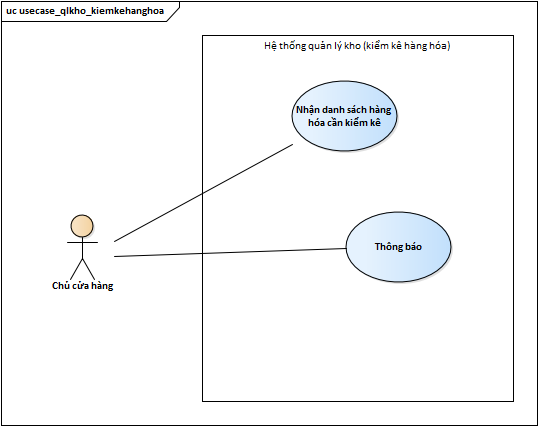 uc usecase_qlkho_kiemkehanghoa
Hệ thống quản lý kho (kiểm kê hàng hóa)
Nhận danh sách hàng
hóa cần kiểm kê
Thông báo
Chủ cửa hàng